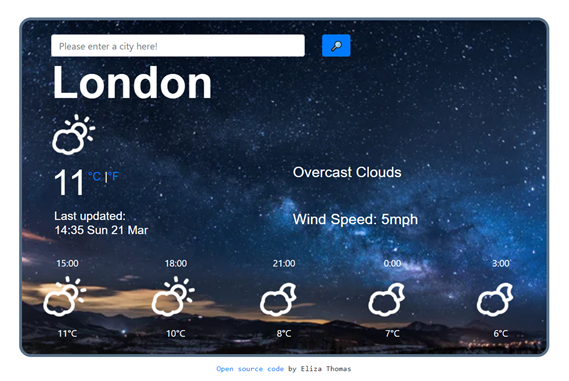 Please enter a city here!
London
11 °C |°F
Overcast Clouds
Last updated:
14:35 Sun 21 Mar
Wind Speed: 5mph
15:00 18:00 21:00 0:00 3:00
11°C 10°C 8°C 7°C 6°C
Open source code by Eliza Thomas